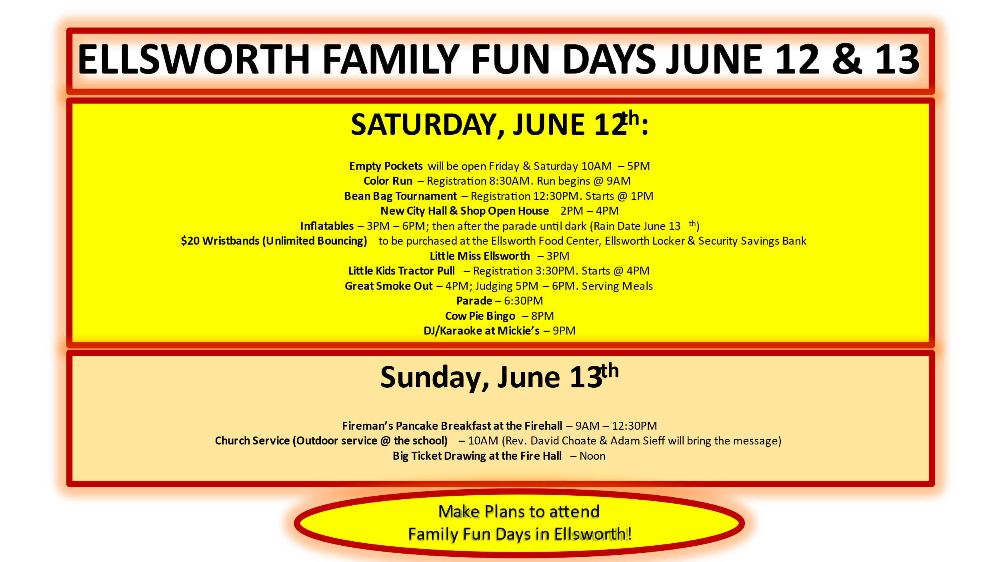 ELLSWORTH FAMILY FUN DAYS JUNE 12 & 13
SATURDAY, JUNE 12th:
Empty Pockets will be open Friday & Saturday 10AM – 5PM
Color Run – Registration 8:30AM. Run begins @ 9AM
Bean Bag Tournament – Registration 12:30PM. Starts @ 1PM
New City Hall & Shop Open House 2PM – 4PM
Inflatables – 3PM – 6PM; then after the parade until dark (Rain Date June 13th)
$20 Wristbands (Unlimited Bouncing) to be purchased at the Ellsworth Food Center, Ellsworth Locker & Security Savings Bank
Little Miss Ellsworth – 3PM
Little Kids Tractor Pull – Registration 3:30PM. Starts @ 4PM
Great Smoke Out – 4PM; Judging 5PM – 6PM. Serving Meals
Parade – 6:30PM
Cow Pie Bingo – 8PM
DJ/Karaoke at Mickie’s – 9PM
Sunday, June 13th
Fireman’s Pancake Breakfast at the Firehall – 9AM – 12:30PM
Church Service (Outdoor service @ the school) – 10AM (Rev. David Choate & Adam Sieff will bring the message)
Big Ticket Drawing at the Fire Hall – Noon
Make Plans to attend
Family Fun Days in Ellsworth!